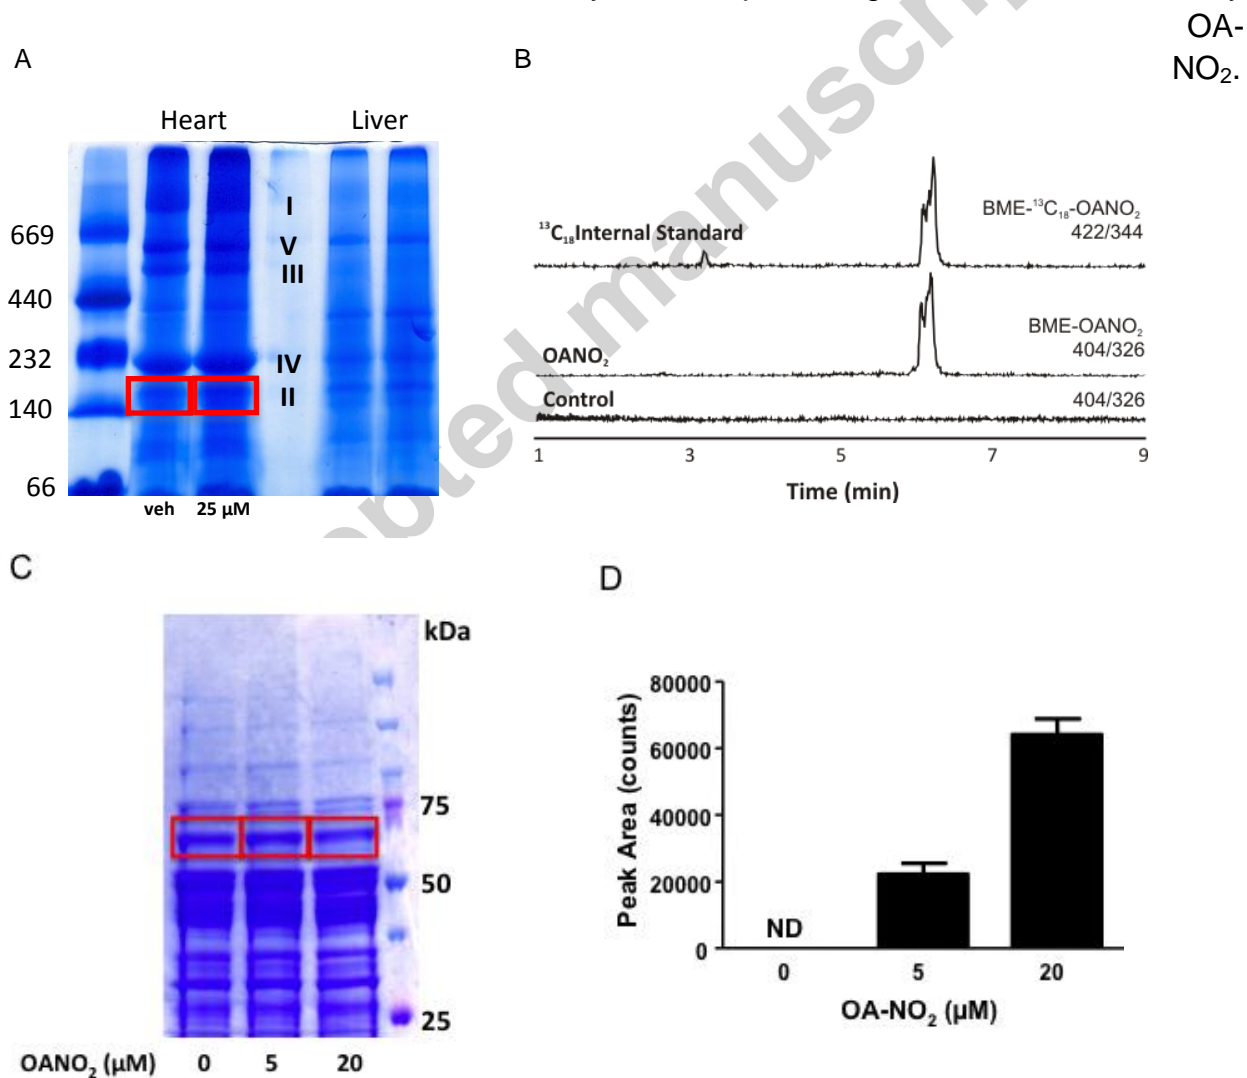 OA-
NO₂.
A
B
Heart
Liver
669
440
232
140
66
I
V
III
IV
II
veh
25 µM
¹³C₁₈Internal Standard
BME-¹³C₁₈-OANO₂
422/344
OANO₂
BME-OANO₂
404/326
Control
404/326
1
3
5
7
9
Time (min)
C
D
kDa
75
50
25
OANO₂ (µM)
0
5
20
Peak Area (counts)
80000
60000
40000
20000
0
ND
0
5
20
OA-NO₂ (µM)